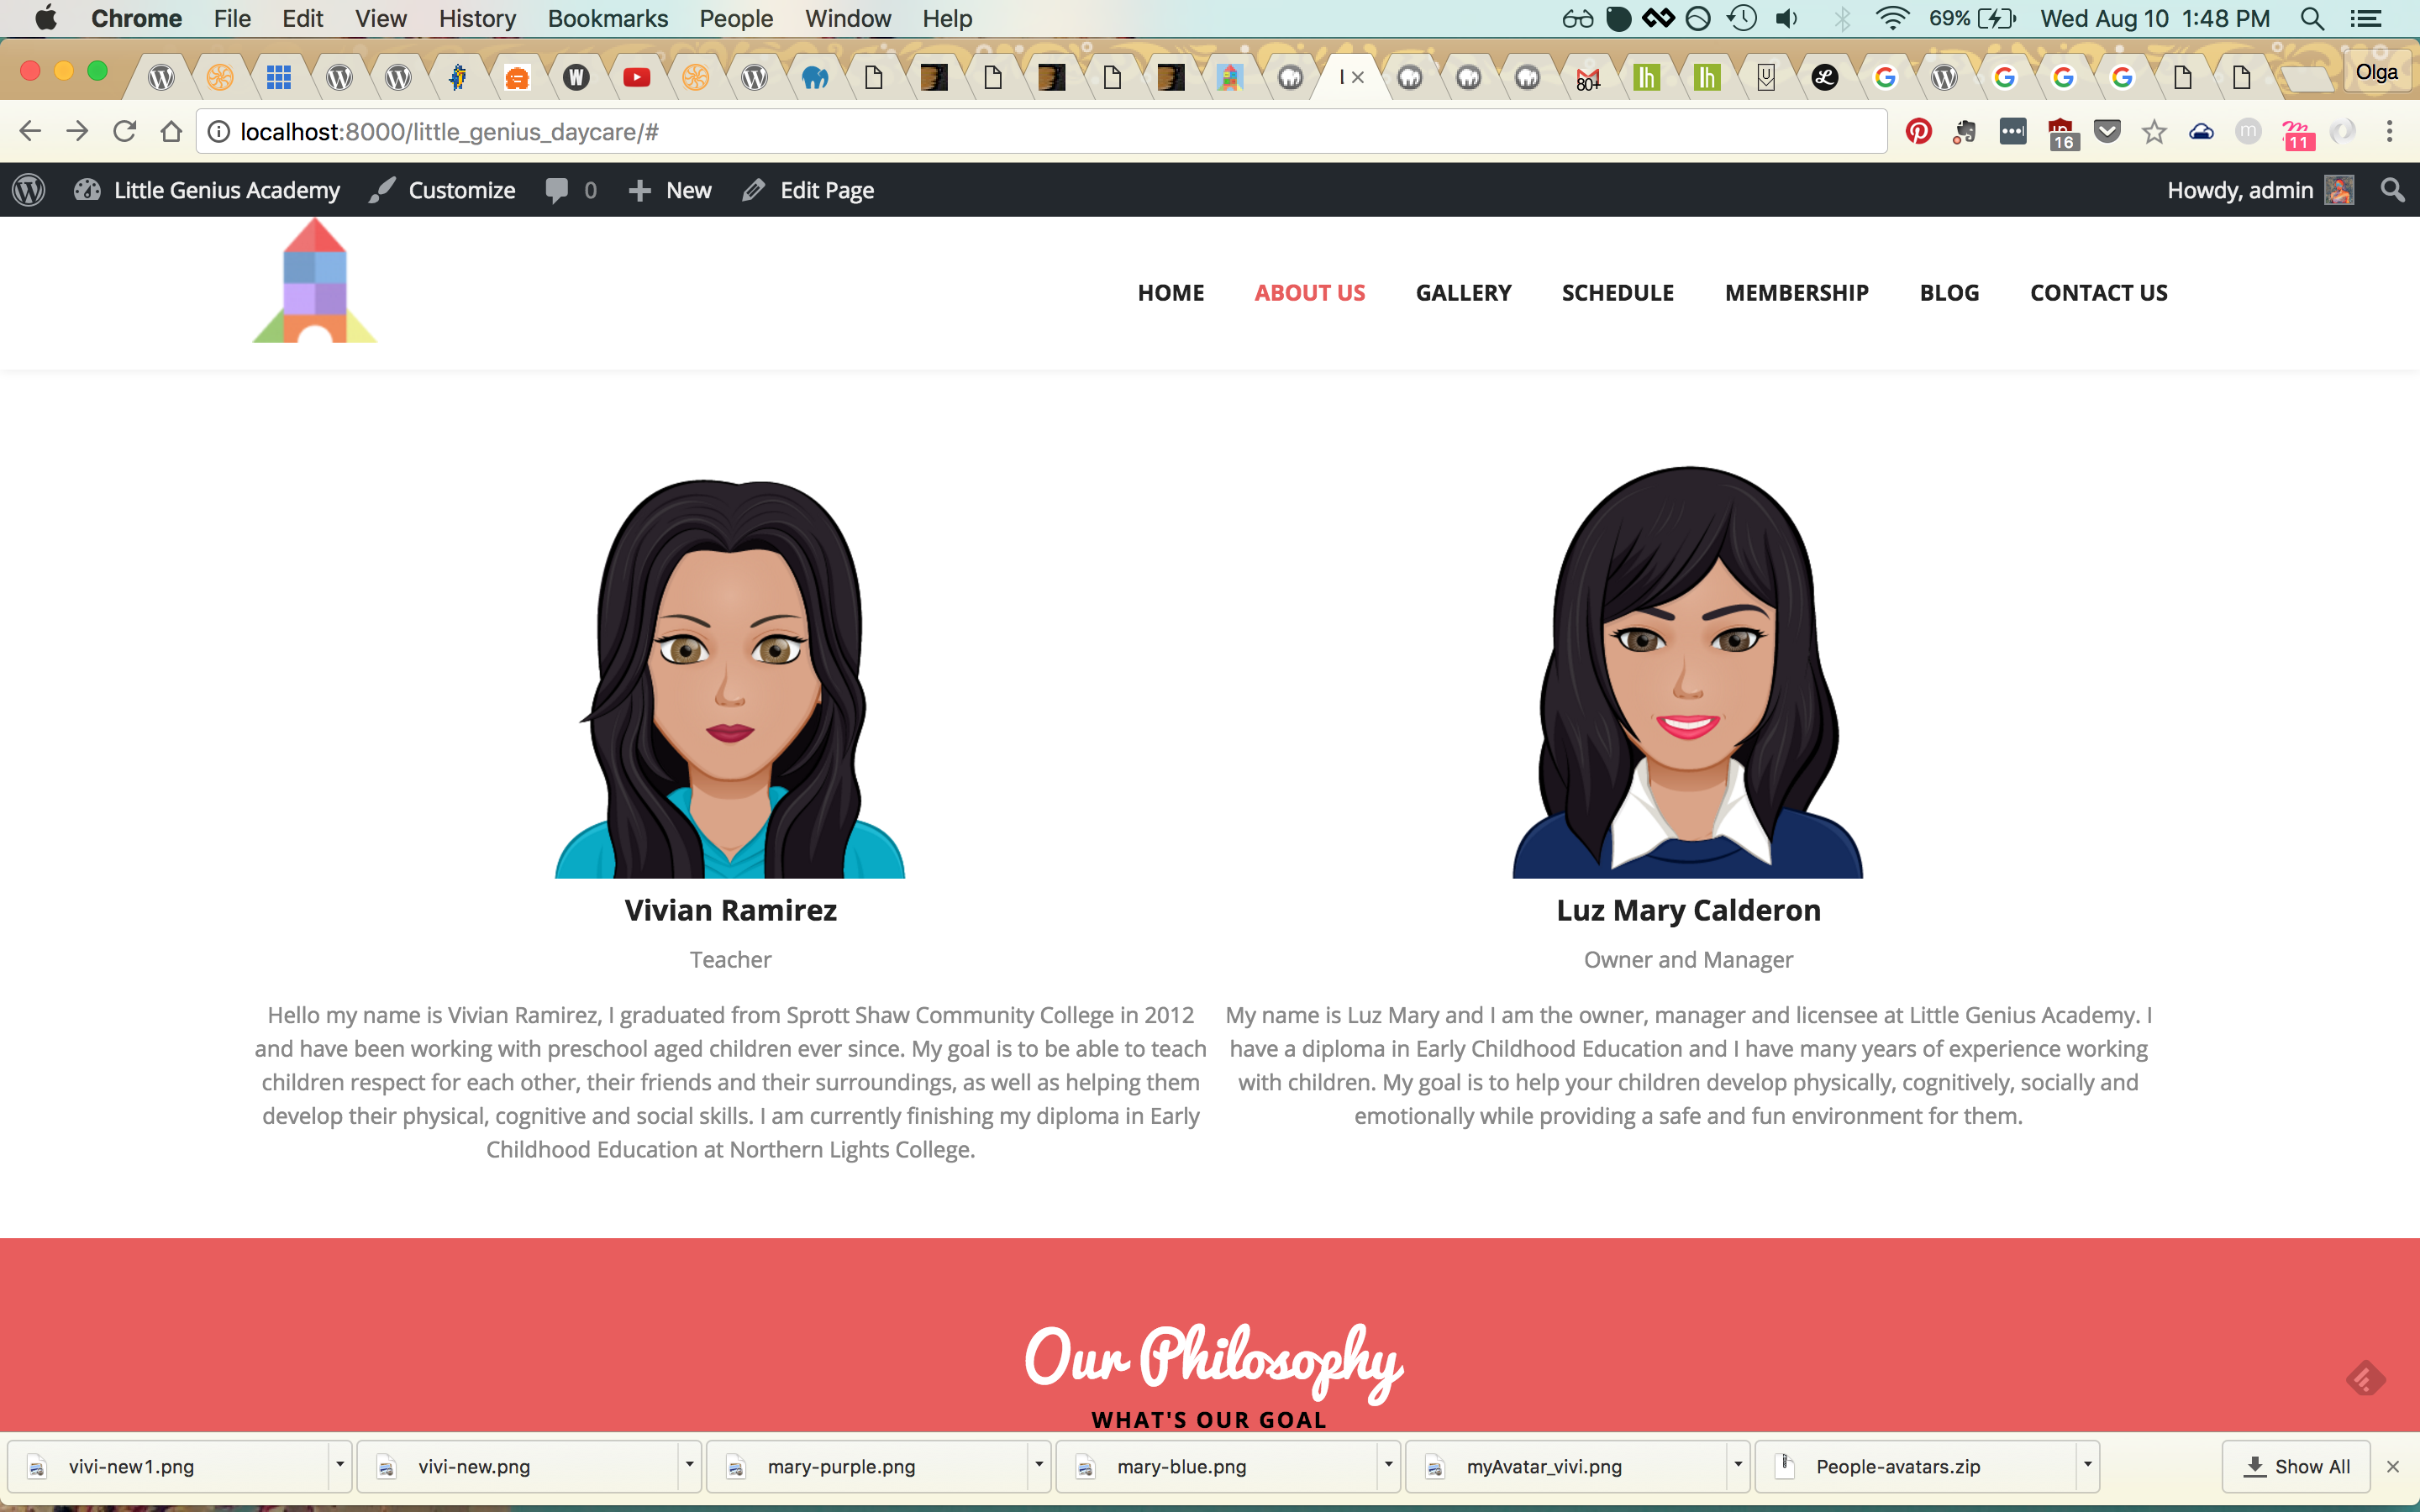 Chrome File Edit View History Bookmarks People Window Help 69% Wed Aug 10 1:48 PM
80+ Olga
localhost:8000/little_genius_daycare/# 16 11
Little Genius Academy Customize 0 New Edit Page Howdy, admin
HOME ABOUT US GALLERY SCHEDULE MEMBERSHIP BLOG CONTACT US
Vivian Ramirez
Teacher
Hello my name is Vivian Ramirez, I graduated from Sprott Shaw Community College in 2012
and have been working with preschool aged children ever since. My goal is to be able to teach
children respect for each other, their friends and their surroundings, as well as helping them
develop their physical, cognitive and social skills. I am currently finishing my diploma in Early
Childhood Education at Northern Lights College.
Luz Mary Calderon
Owner and Manager
My name is Luz Mary and I am the owner, manager and licensee at Little Genius Academy. I
have a diploma in Early Childhood Education and I have many years of experience working
with children. My goal is to help your children develop physically, cognitively, socially and
emotionally while providing a safe and fun environment for them.
Our Philosophy
WHAT'S OUR GOAL
vivi-new1.png vivi-new.png mary-purple.png mary-blue.png myAvatar_vivi.png People-avatars.zip Show All